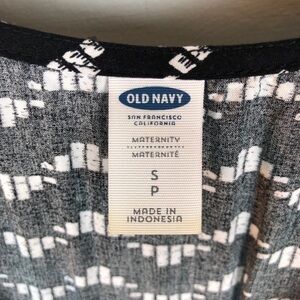 OLD NAVY
SAN FRANCISCO
CALIFORNIA
MATERNITY
MATERNITÉ
S
P
MADE IN
INDONESIA